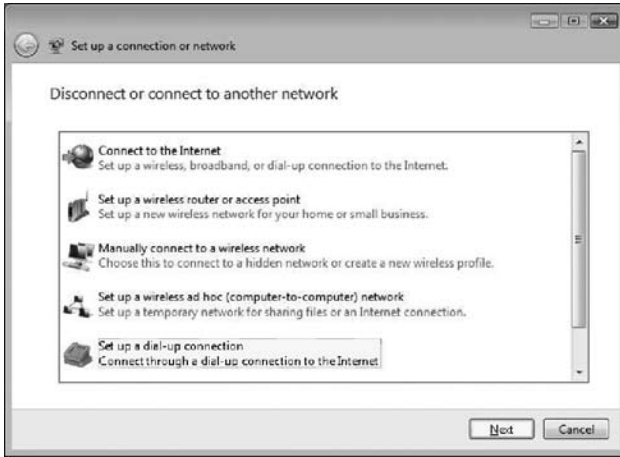 Set up a connection or network
Disconnect or connect to another network
Connect to the Internet
Set up a wireless, broadband, or dial-up connection to the Internet.
Set up a wireless router or access point
Set up a new wireless network for your home or small business.
Manually connect to a wireless network
Choose this to connect to a hidden network or create a new wireless profile.
Set up a wireless ad hoc (computer-to-computer) network
Set up a temporary network for sharing files or an Internet connection.
Set up a dial-up connection
Connect through a dial-up connection to the Internet
Next
Cancel